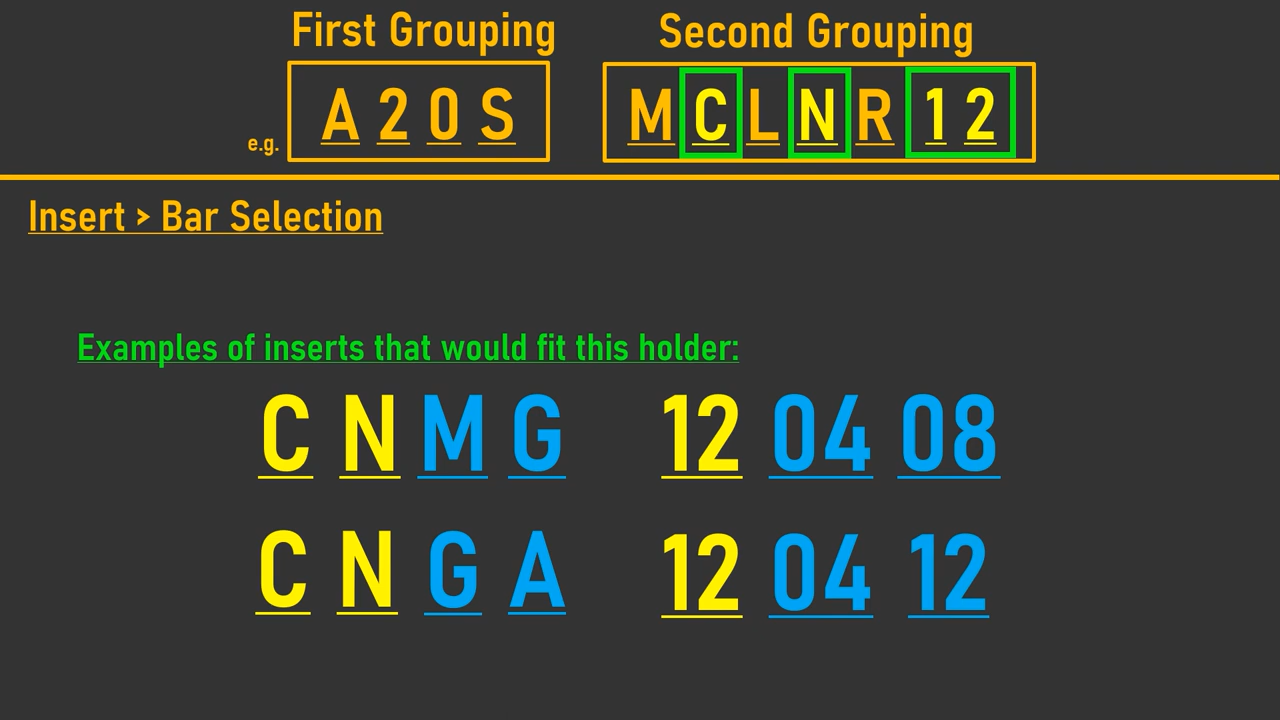 First Grouping Second Grouping
e.g. A 2 0 S M C L N R 1 2
Insert > Bar Selection
Examples of inserts that would fit this holder:
C N M G 12 04 08
C N G A 12 04 12